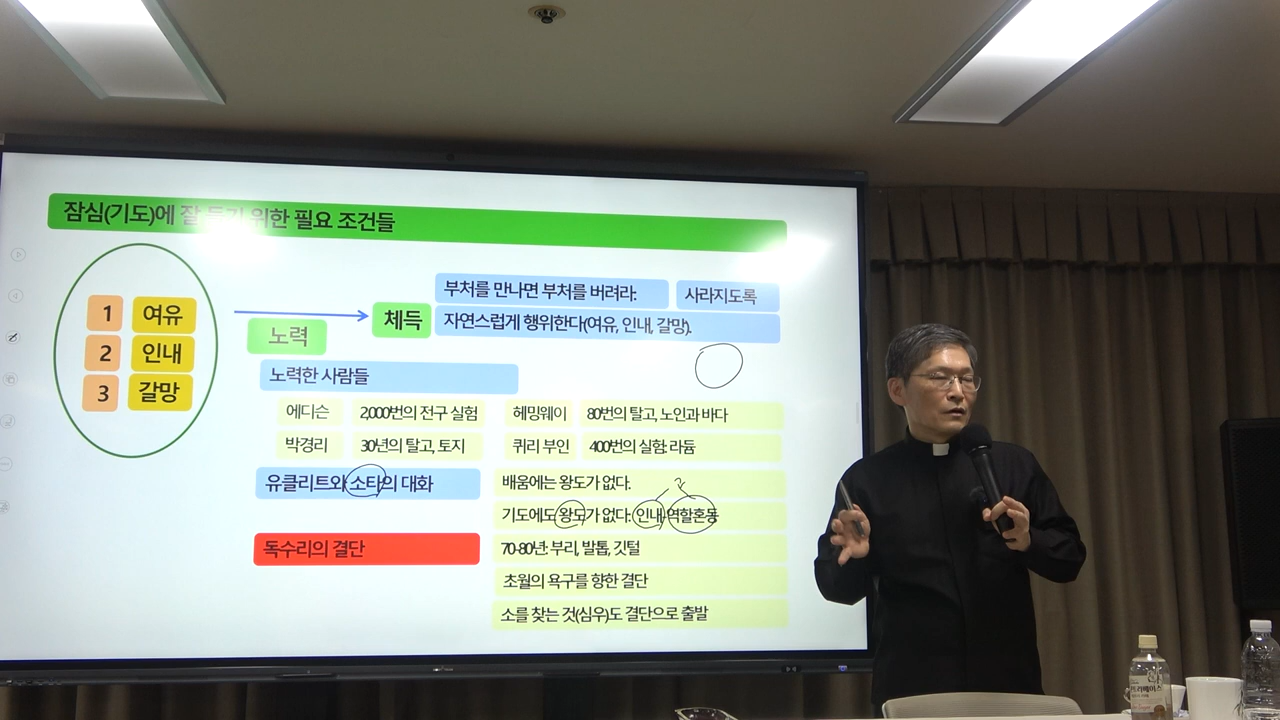 잠심(기도)에 잘 들기 위한 필요 조건들
1 여유
2 인내
3 갈망
노력
체득
부처를 만나면 부처를 버려라: 사라지도록
자연스럽게 행위한다(여유, 인내, 갈망).
노력한 사람들
에디슨 2,000번의 전구 실험 헤밍웨이 80번의 탈고, 노인과 바다
박경리 30년의 탈고, 토지 퀴리 부인 400번의 실험: 라듐
유클리트와 소타의 대화 배움에는 왕도가 없다.
기도에도 왕도가 없다: 인내/역할혼동
독수리의 결단 70-80년: 부리, 발톱, 깃털
초월의 욕구를 향한 결단
소를 찾는 것(심우)도 결단으로 출발